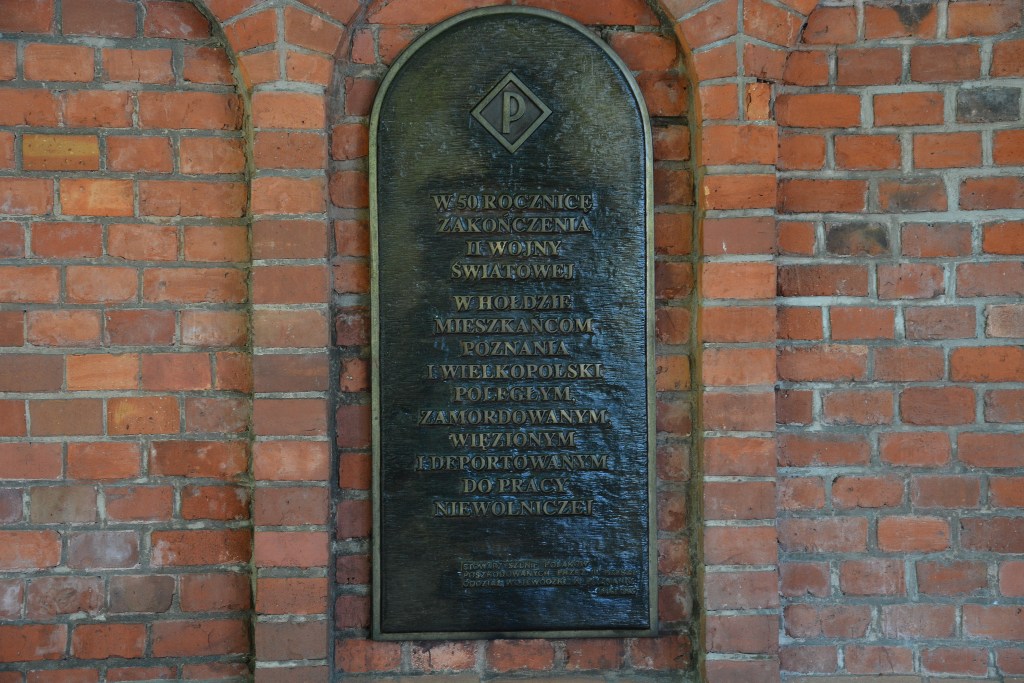 P
W 50 ROCZNICĘ
ZAKOŃCZENIA
II WOJNY
ŚWIATOWEJ
W HOŁDZIE
MIESZKAŃCOM
POZNANIA
I WIELKOPOLSKI
POLEGŁYM,
ZAMORDOWANYM,
WIĘZIONYM
I DEPORTOWANYM
DO PRACY
NIEWOLNICZEJ